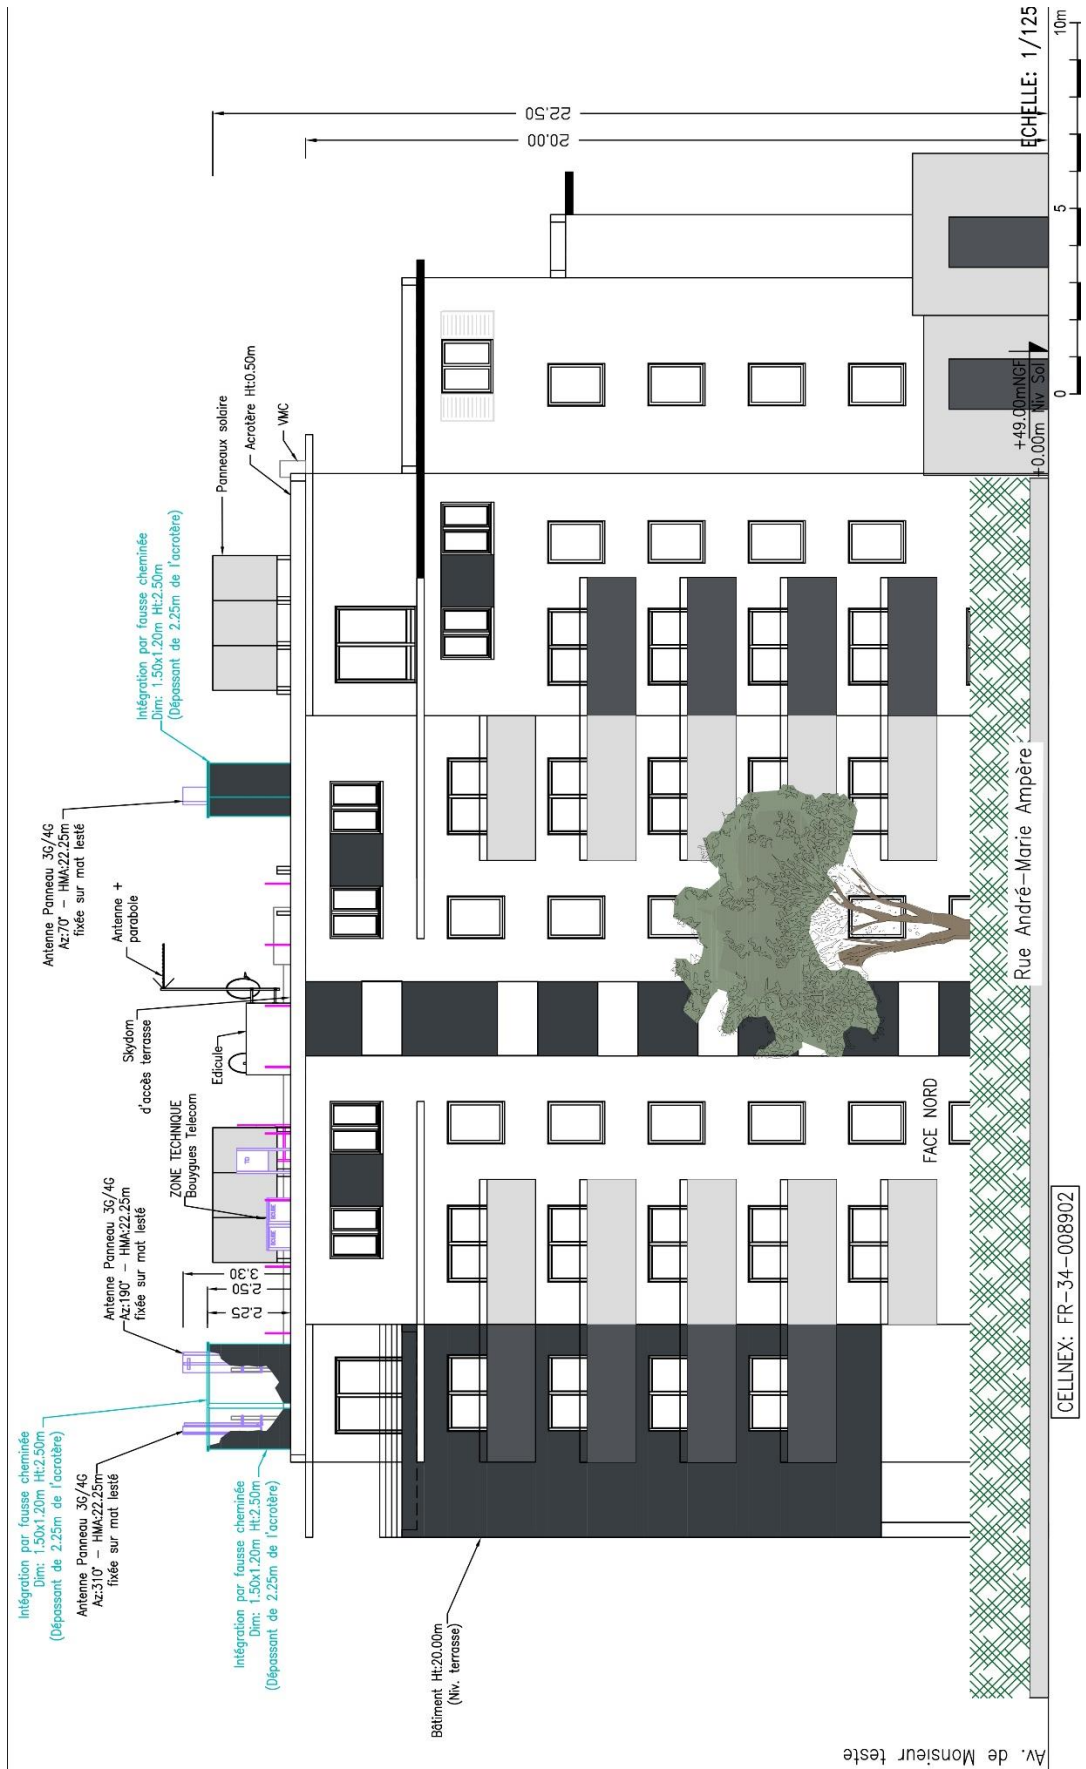 Intégration par fausse cheminée
Dim: 1.50x1.20m Ht:2.50m
(Dépassant de 2.25m de l'acrotère)
Antenne Panneau 3G/4G
Az:310° – HMA:22.25m
fixée sur mat lesté
Antenne Panneau 3G/4G
Az:190° – HMA:22.25m
fixée sur mat lesté
Intégration par fausse cheminée
Dim: 1.50x1.20m Ht:2.50m
(Dépassant de 2.25m de l'acrotère)
2.25
2.50
3.30
ZONE TECHNIQUE
Bouygues Telecom
Edicule
Skydom
d'accès terrasse
Antenne +
parabole
Antenne Panneau 3G/4G
Az:70° – HMA:22.25m
fixée sur mat lesté
Intégration par fausse cheminée
Dim: 1.50x1.20m Ht:2.50m
(Dépassant de 2.25m de l'acrotère)
Panneaux solaire
Acrotère Ht:0.50m
VMC
22.50
20.00
Bâtiment Ht:20.00m
(Niv. terrasse)
FACE NORD
Av. de Monsieur teste
Rue André–Marie Ampère
+49.00mNGF
+0.00m Niv Sol
CELLNEX: FR–34–008902
ECHELLE: 1/125
0
5
10m